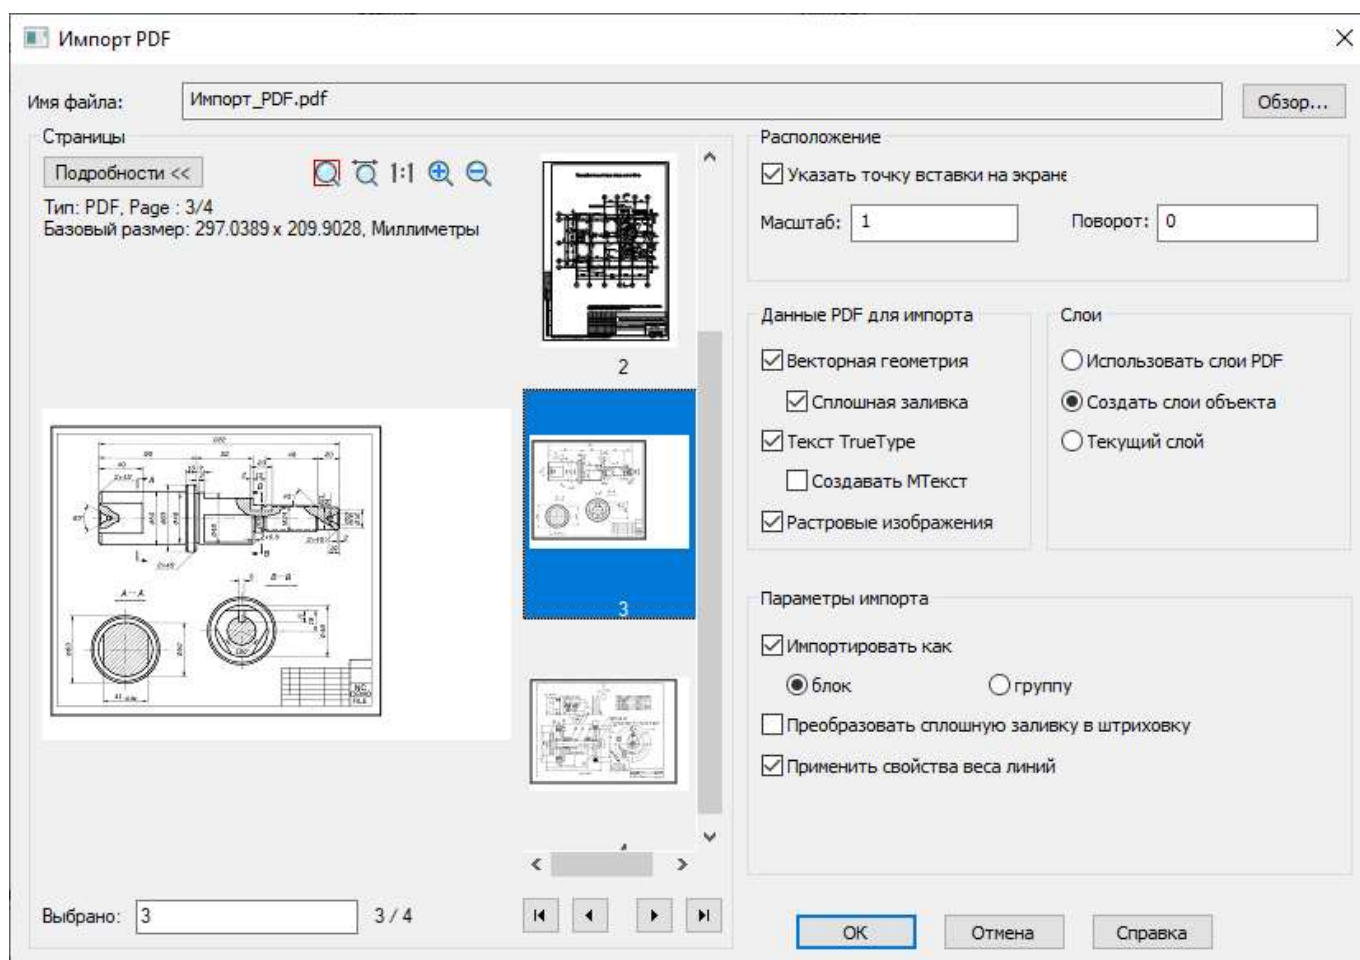 Импорт PDF
Имя файла:
Импорт_PDF.pdf
Обзор...
Страницы
Подробности <<
1:1
Тип: PDF, Page : 3/4
Базовый размер: 297.0389 x 209.9028, Миллиметры
A—A
B—B
NC
DEMO
FILE
2
3
Выбрано:
3
3 / 4
Расположение
Указать точку вставки на экране
Масштаб:
1
Поворот:
0
Данные PDF для импорта
Векторная геометрия
Сплошная заливка
Текст TrueType
Создавать МТекст
Растровые изображения
Слои
Использовать слои PDF
Создать слои объекта
Текущий слой
Параметры импорта
Импортировать как
блок
группу
Преобразовать сплошную заливку в штриховку
Применить свойства веса линий
ОК
Отмена
Справка